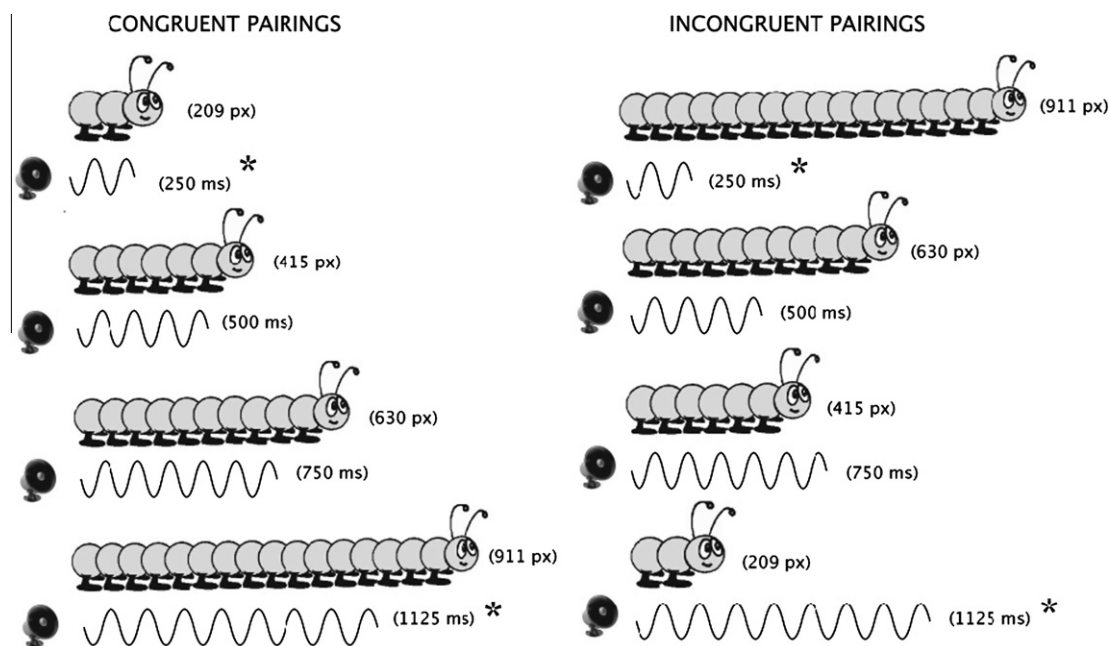 CONGRUENT PAIRINGS
(209 px)
(250 ms) *
(415 px)
(500 ms)
(630 px)
(750 ms)
(911 px)
(1125 ms) *
INCONGRUENT PAIRINGS
(911 px)
(250 ms) *
(630 px)
(500 ms)
(415 px)
(750 ms)
(209 px)
(1125 ms) *